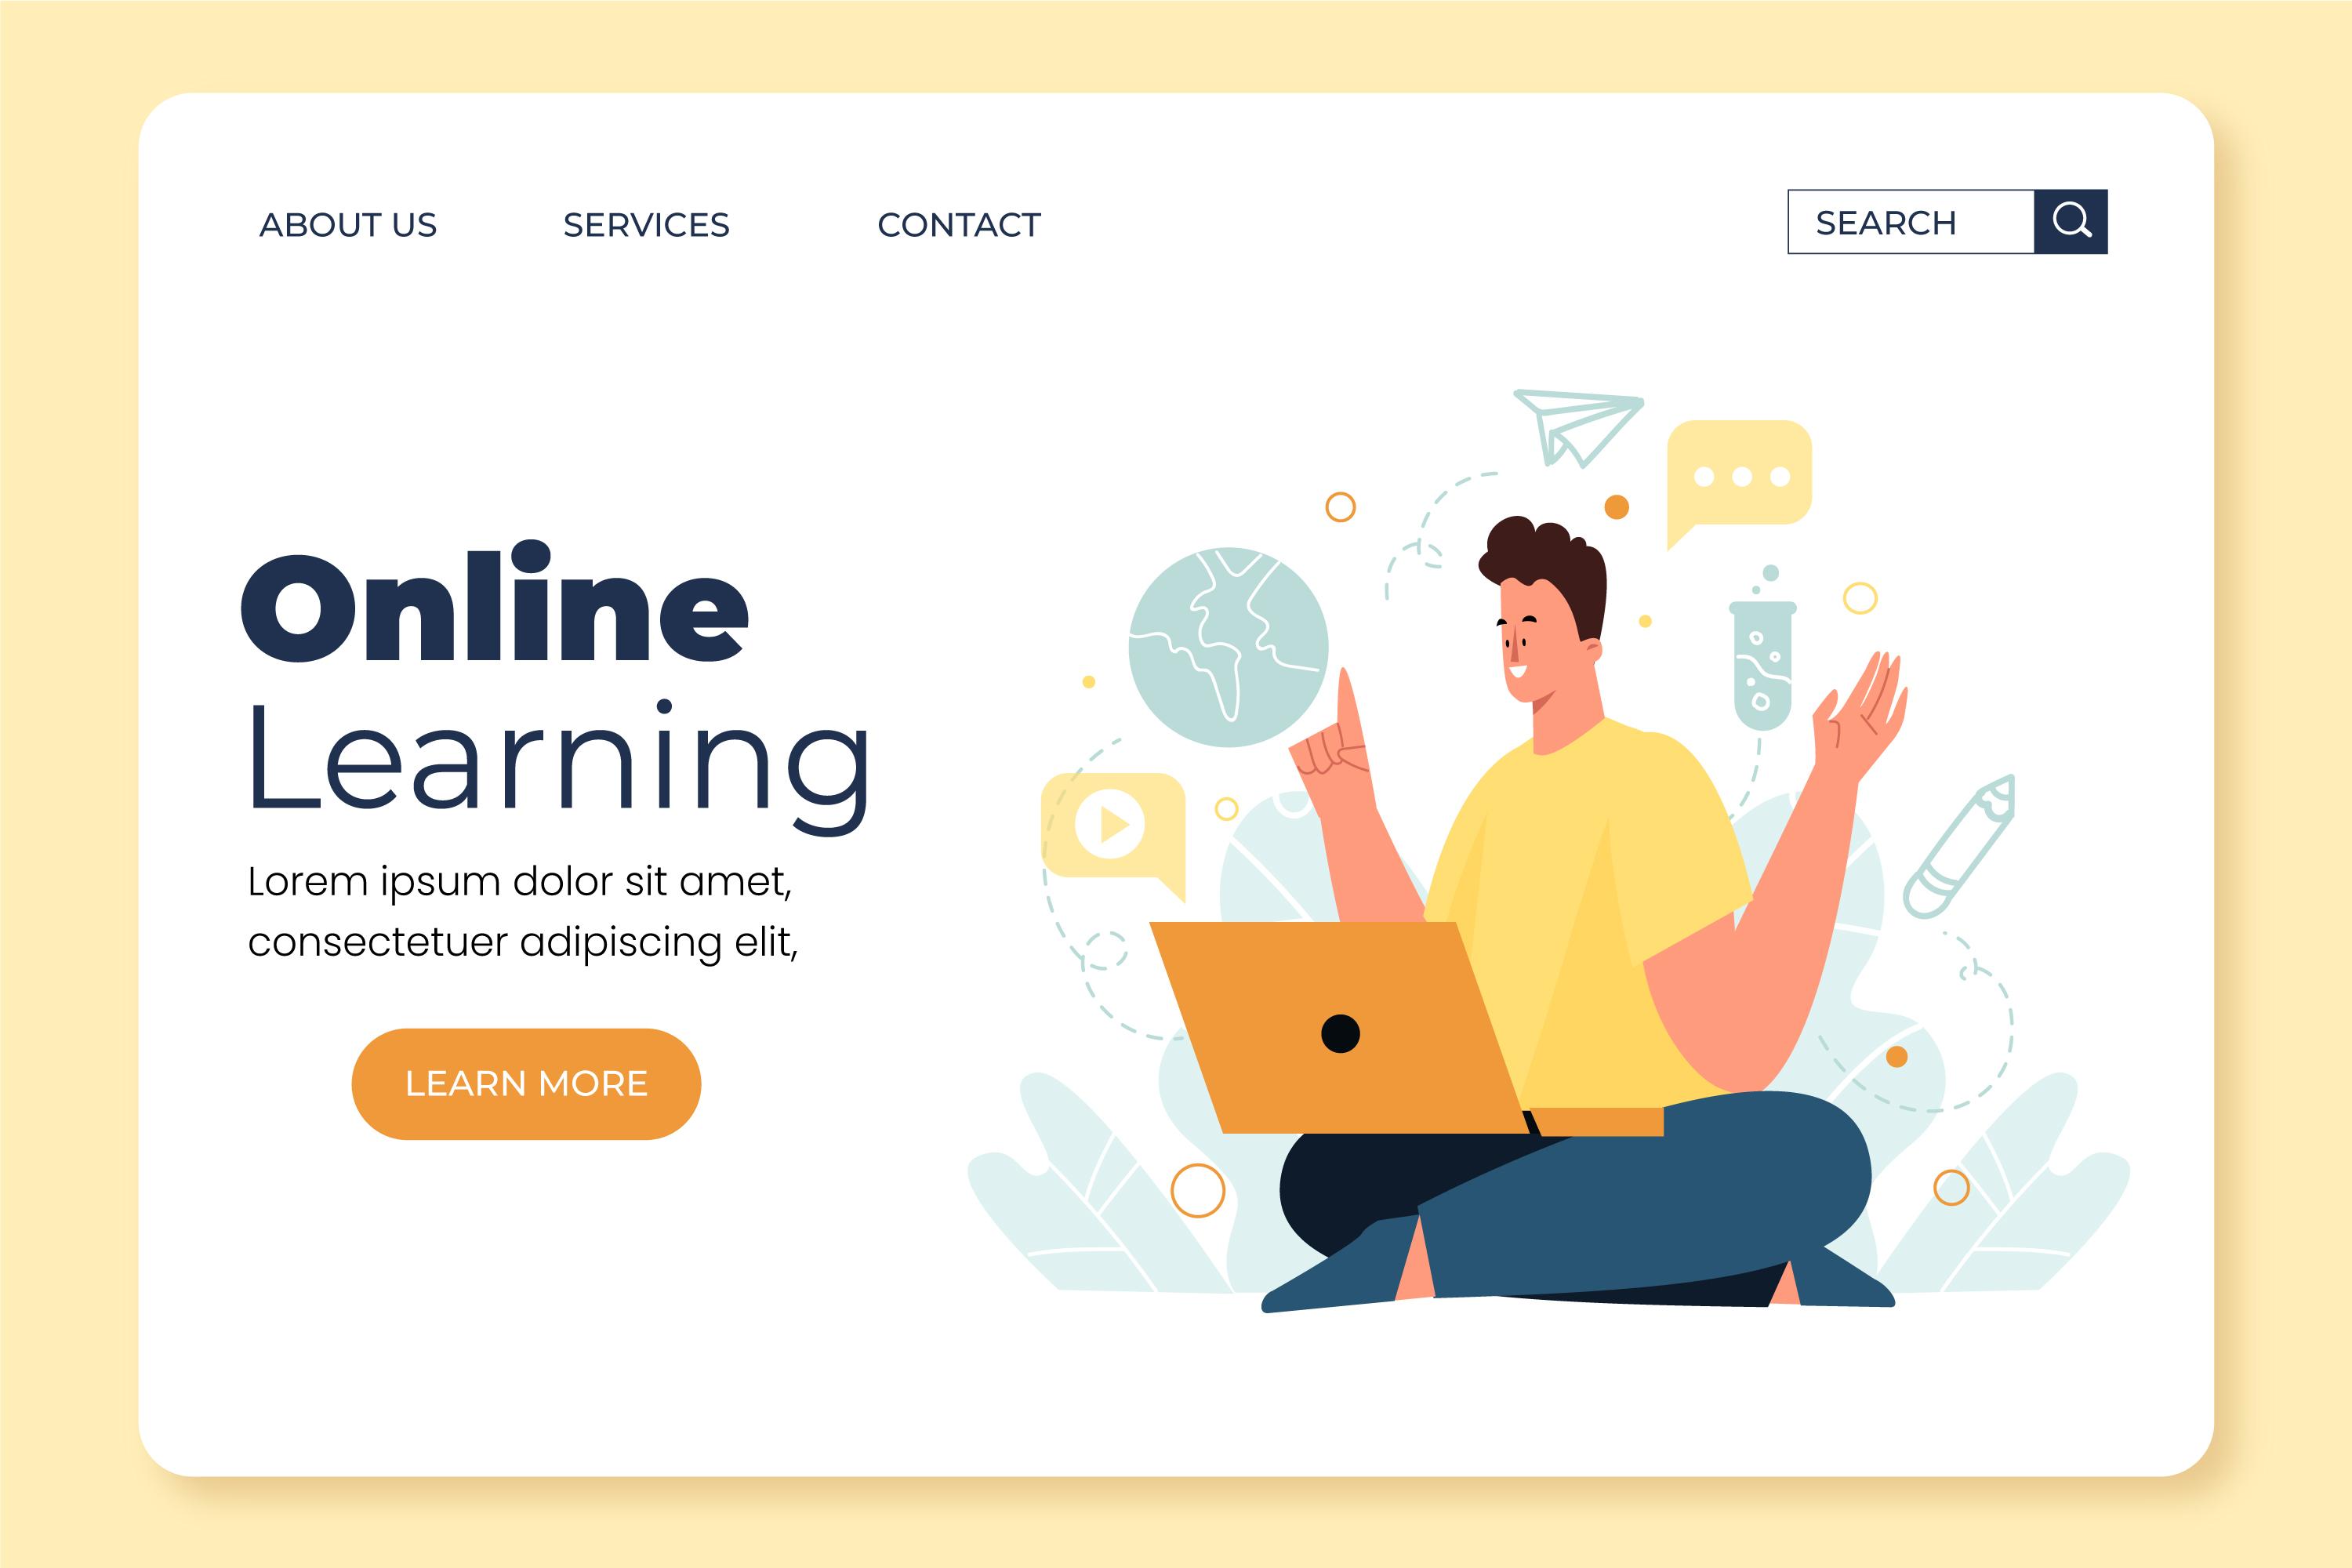 ABOUT US
SERVICES
CONTACT
SEARCH
Online
Learning
Lorem ipsum dolor sit amet,
consectetuer adipiscing elit,
LEARN MORE